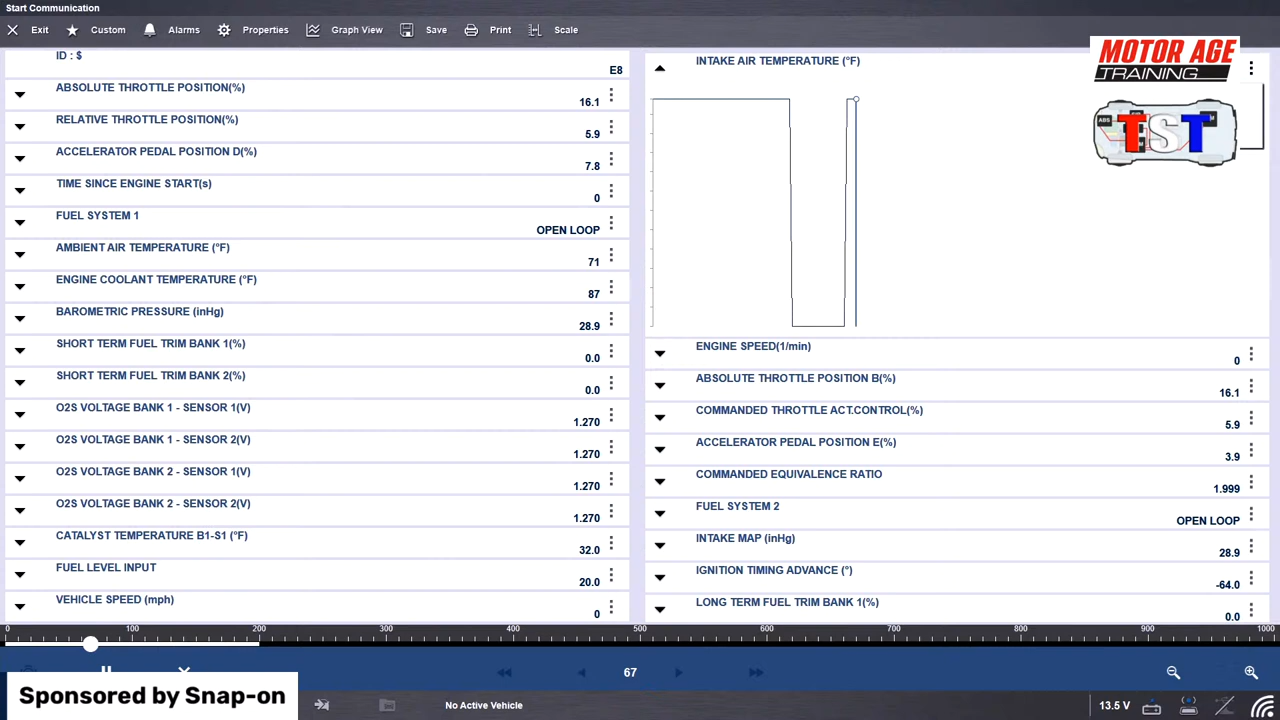 Start Communication
Exit Custom Alarms Properties Graph View Save Print Scale
ID : $
E8
ABSOLUTE THROTTLE POSITION(%)
16.1
RELATIVE THROTTLE POSITION(%)
5.9
ACCELERATOR PEDAL POSITION D(%)
7.8
TIME SINCE ENGINE START(s)
0
FUEL SYSTEM 1
OPEN LOOP
AMBIENT AIR TEMPERATURE (°F)
71
ENGINE COOLANT TEMPERATURE (°F)
87
BAROMETRIC PRESSURE (inHg)
28.9
SHORT TERM FUEL TRIM BANK 1(%)
0.0
SHORT TERM FUEL TRIM BANK 2(%)
0.0
O2S VOLTAGE BANK 1 - SENSOR 1(V)
1.270
O2S VOLTAGE BANK 1 - SENSOR 2(V)
1.270
O2S VOLTAGE BANK 2 - SENSOR 1(V)
1.270
O2S VOLTAGE BANK 2 - SENSOR 2(V)
1.270
CATALYST TEMPERATURE B1-S1 (°F)
32.0
FUEL LEVEL INPUT
20.0
VEHICLE SPEED (mph)
0
INTAKE AIR TEMPERATURE (°F)
MOTOR AGE
TRAINING
ABS
TST
ENGINE SPEED(1/min)
0
ABSOLUTE THROTTLE POSITION B(%)
16.1
COMMANDED THROTTLE ACT.CONTROL(%)
5.9
ACCELERATOR PEDAL POSITION E(%)
3.9
COMMANDED EQUIVALENCE RATIO
1.999
FUEL SYSTEM 2
OPEN LOOP
INTAKE MAP (inHg)
28.9
IGNITION TIMING ADVANCE (°)
-64.0
LONG TERM FUEL TRIM BANK 1(%)
0.0
0 100 200 300 400 500 600 700 800 900 1000
67
Sponsored by Snap-on
No Active Vehicle
13.5 V